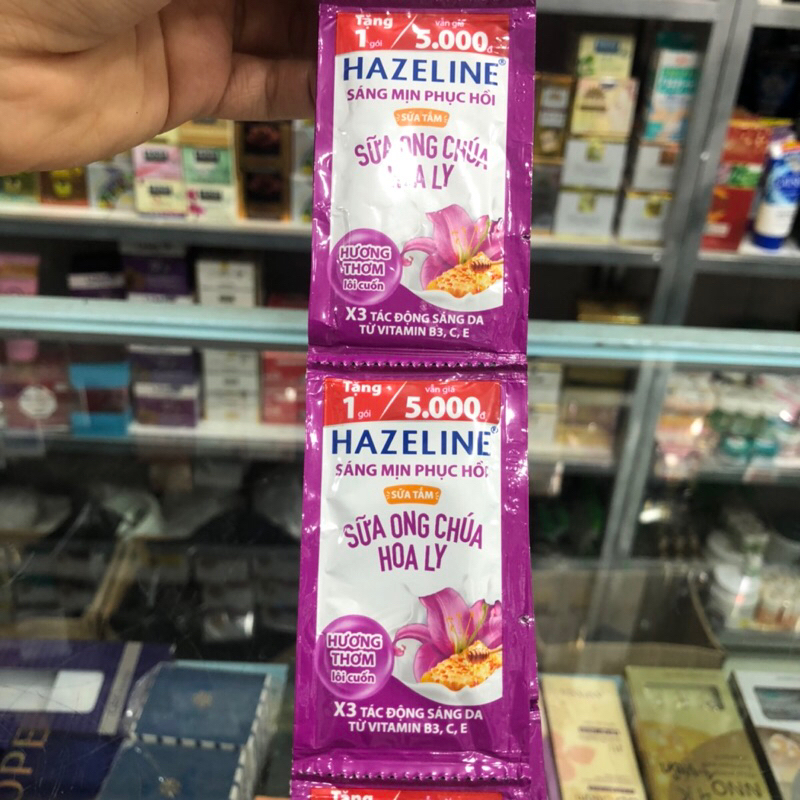 Tặng vẫn giá
1 gói / 5.000đ
HAZELINE®
SÁNG MỊN PHỤC HỒI
SỮA TẮM
SỮA ONG CHÚA
HOA LY
HƯƠNG
THƠM
lôi cuốn
X3 TÁC ĐỘNG SÁNG DA
TỪ VITAMIN B3, C, E
Tặng vẫn giá
1 gói / 5.000đ
HAZELINE®
SÁNG MỊN PHỤC HỒI
SỮA TẮM
SỮA ONG CHÚA
HOA LY
HƯƠNG
THƠM
lôi cuốn
X3 TÁC ĐỘNG SÁNG DA
TỪ VITAMIN B3, C, E
Tặng vẫn giá